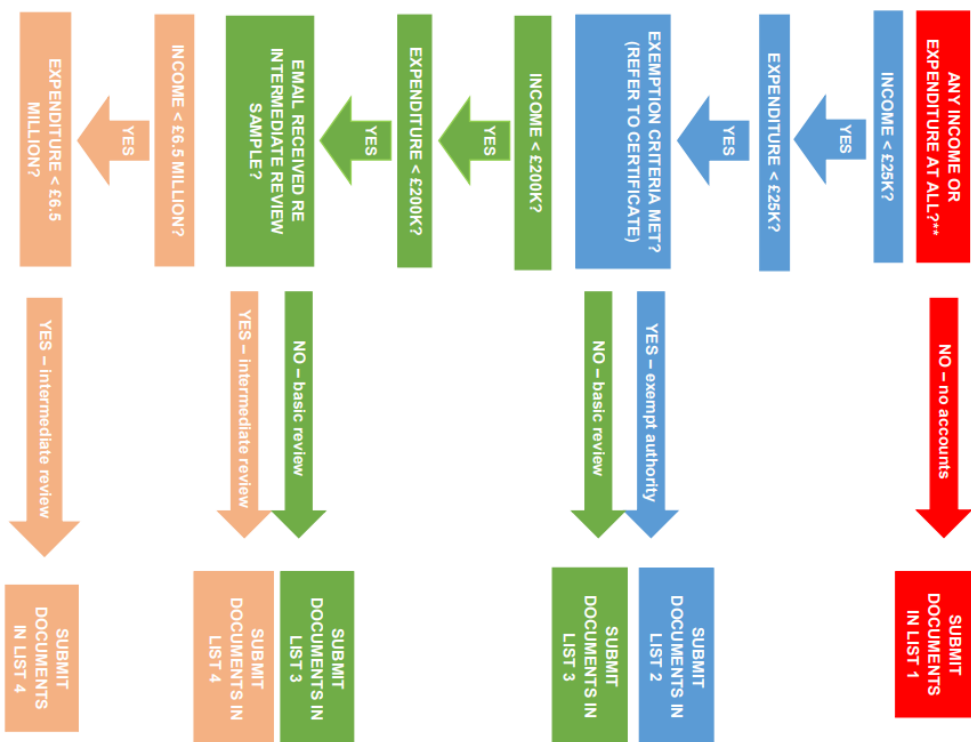 ANY INCOME OR
EXPENDITURE AT ALL?**
NO – no accounts
SUBMIT
DOCUMENTS
IN LIST 1
INCOME < £25K?
YES
EXPENDITURE < £25K?
YES
EXEMPTION CRITERIA MET?
(REFER TO CERTIFICATE)
YES – exempt authority
SUBMIT
DOCUMENTS IN
LIST 2
NO – basic review
SUBMIT
DOCUMENTS IN
LIST 3
INCOME < £200K?
YES
EXPENDITURE < £200K?
YES
EMAIL RECEIVED RE
INTERMEDIATE REVIEW
SAMPLE?
NO – basic review
SUBMIT
DOCUMENTS IN
LIST 3
YES – intermediate review
SUBMIT
DOCUMENTS IN
LIST 4
INCOME < £6.5 MILLION?
YES
EXPENDITURE < £6.5
MILLION?
YES – intermediate review
SUBMIT
DOCUMENTS
IN LIST 4